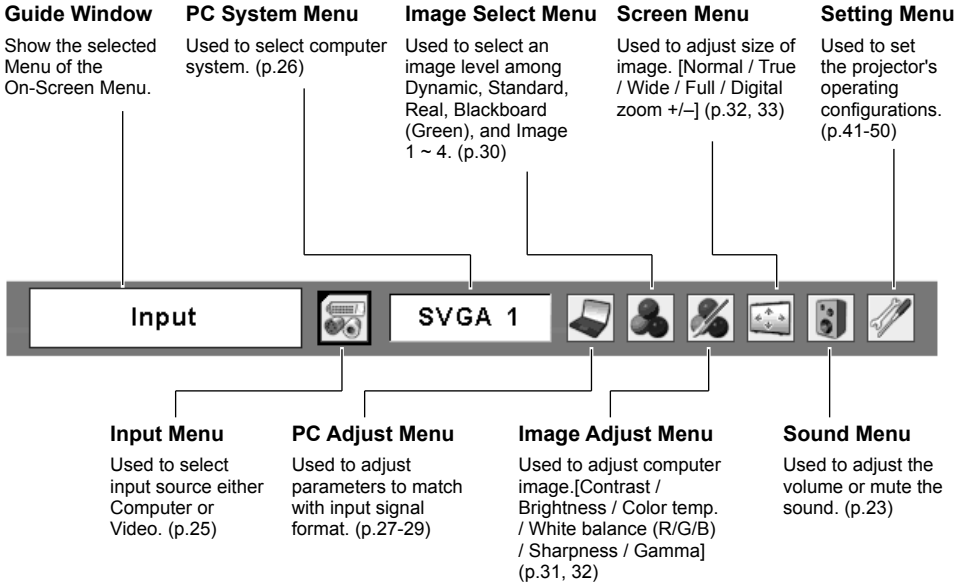 Guide Window
Show the selected
Menu of the
On-Screen Menu.
PC System Menu
Used to select computer
system. (p.26)
Image Select Menu
Used to select an
image level among
Dynamic, Standard,
Real, Blackboard
(Green), and Image
1 ~ 4. (p.30)
Screen Menu
Used to adjust size of
image. [Normal / True
/ Wide / Full / Digital
zoom +/–] (p.32, 33)
Setting Menu
Used to set
the projector's
operating
configurations.
(p.41-50)
Input
SVGA 1
Input Menu
Used to select
input source either
Computer or
Video. (p.25)
PC Adjust Menu
Used to adjust
parameters to match
with input signal
format. (p.27-29)
Image Adjust Menu
Used to adjust computer
image.[Contrast /
Brightness / Color temp.
/ White balance (R/G/B)
/ Sharpness / Gamma]
(p.31, 32)
Sound Menu
Used to adjust the
volume or mute the
sound. (p.23)